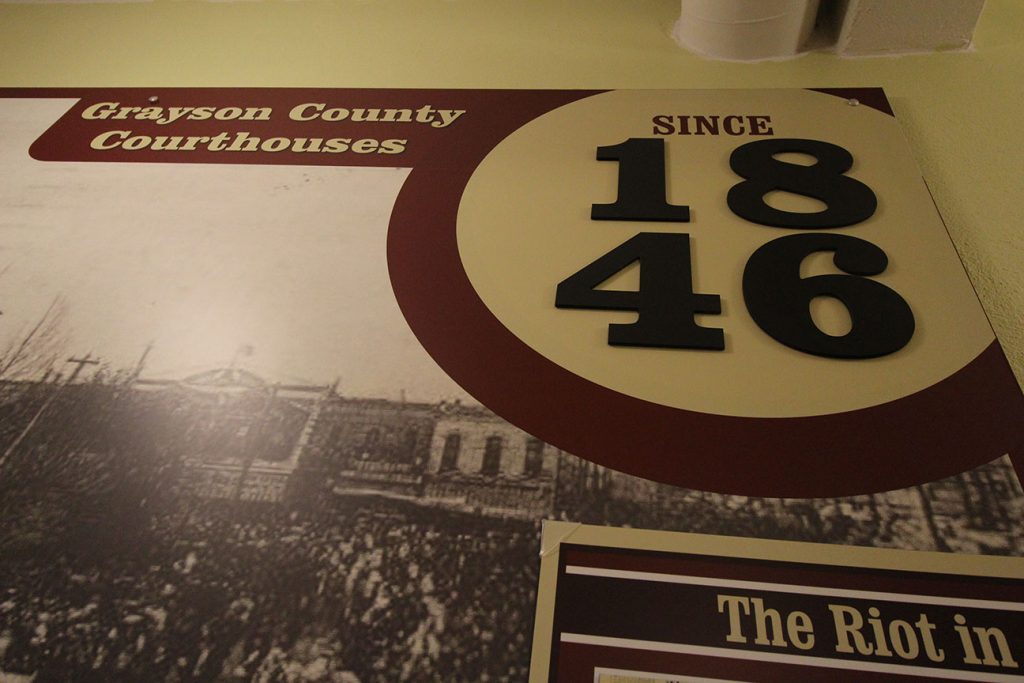 Grayson County
Courthouses
SINCE
18
46
The Riot in